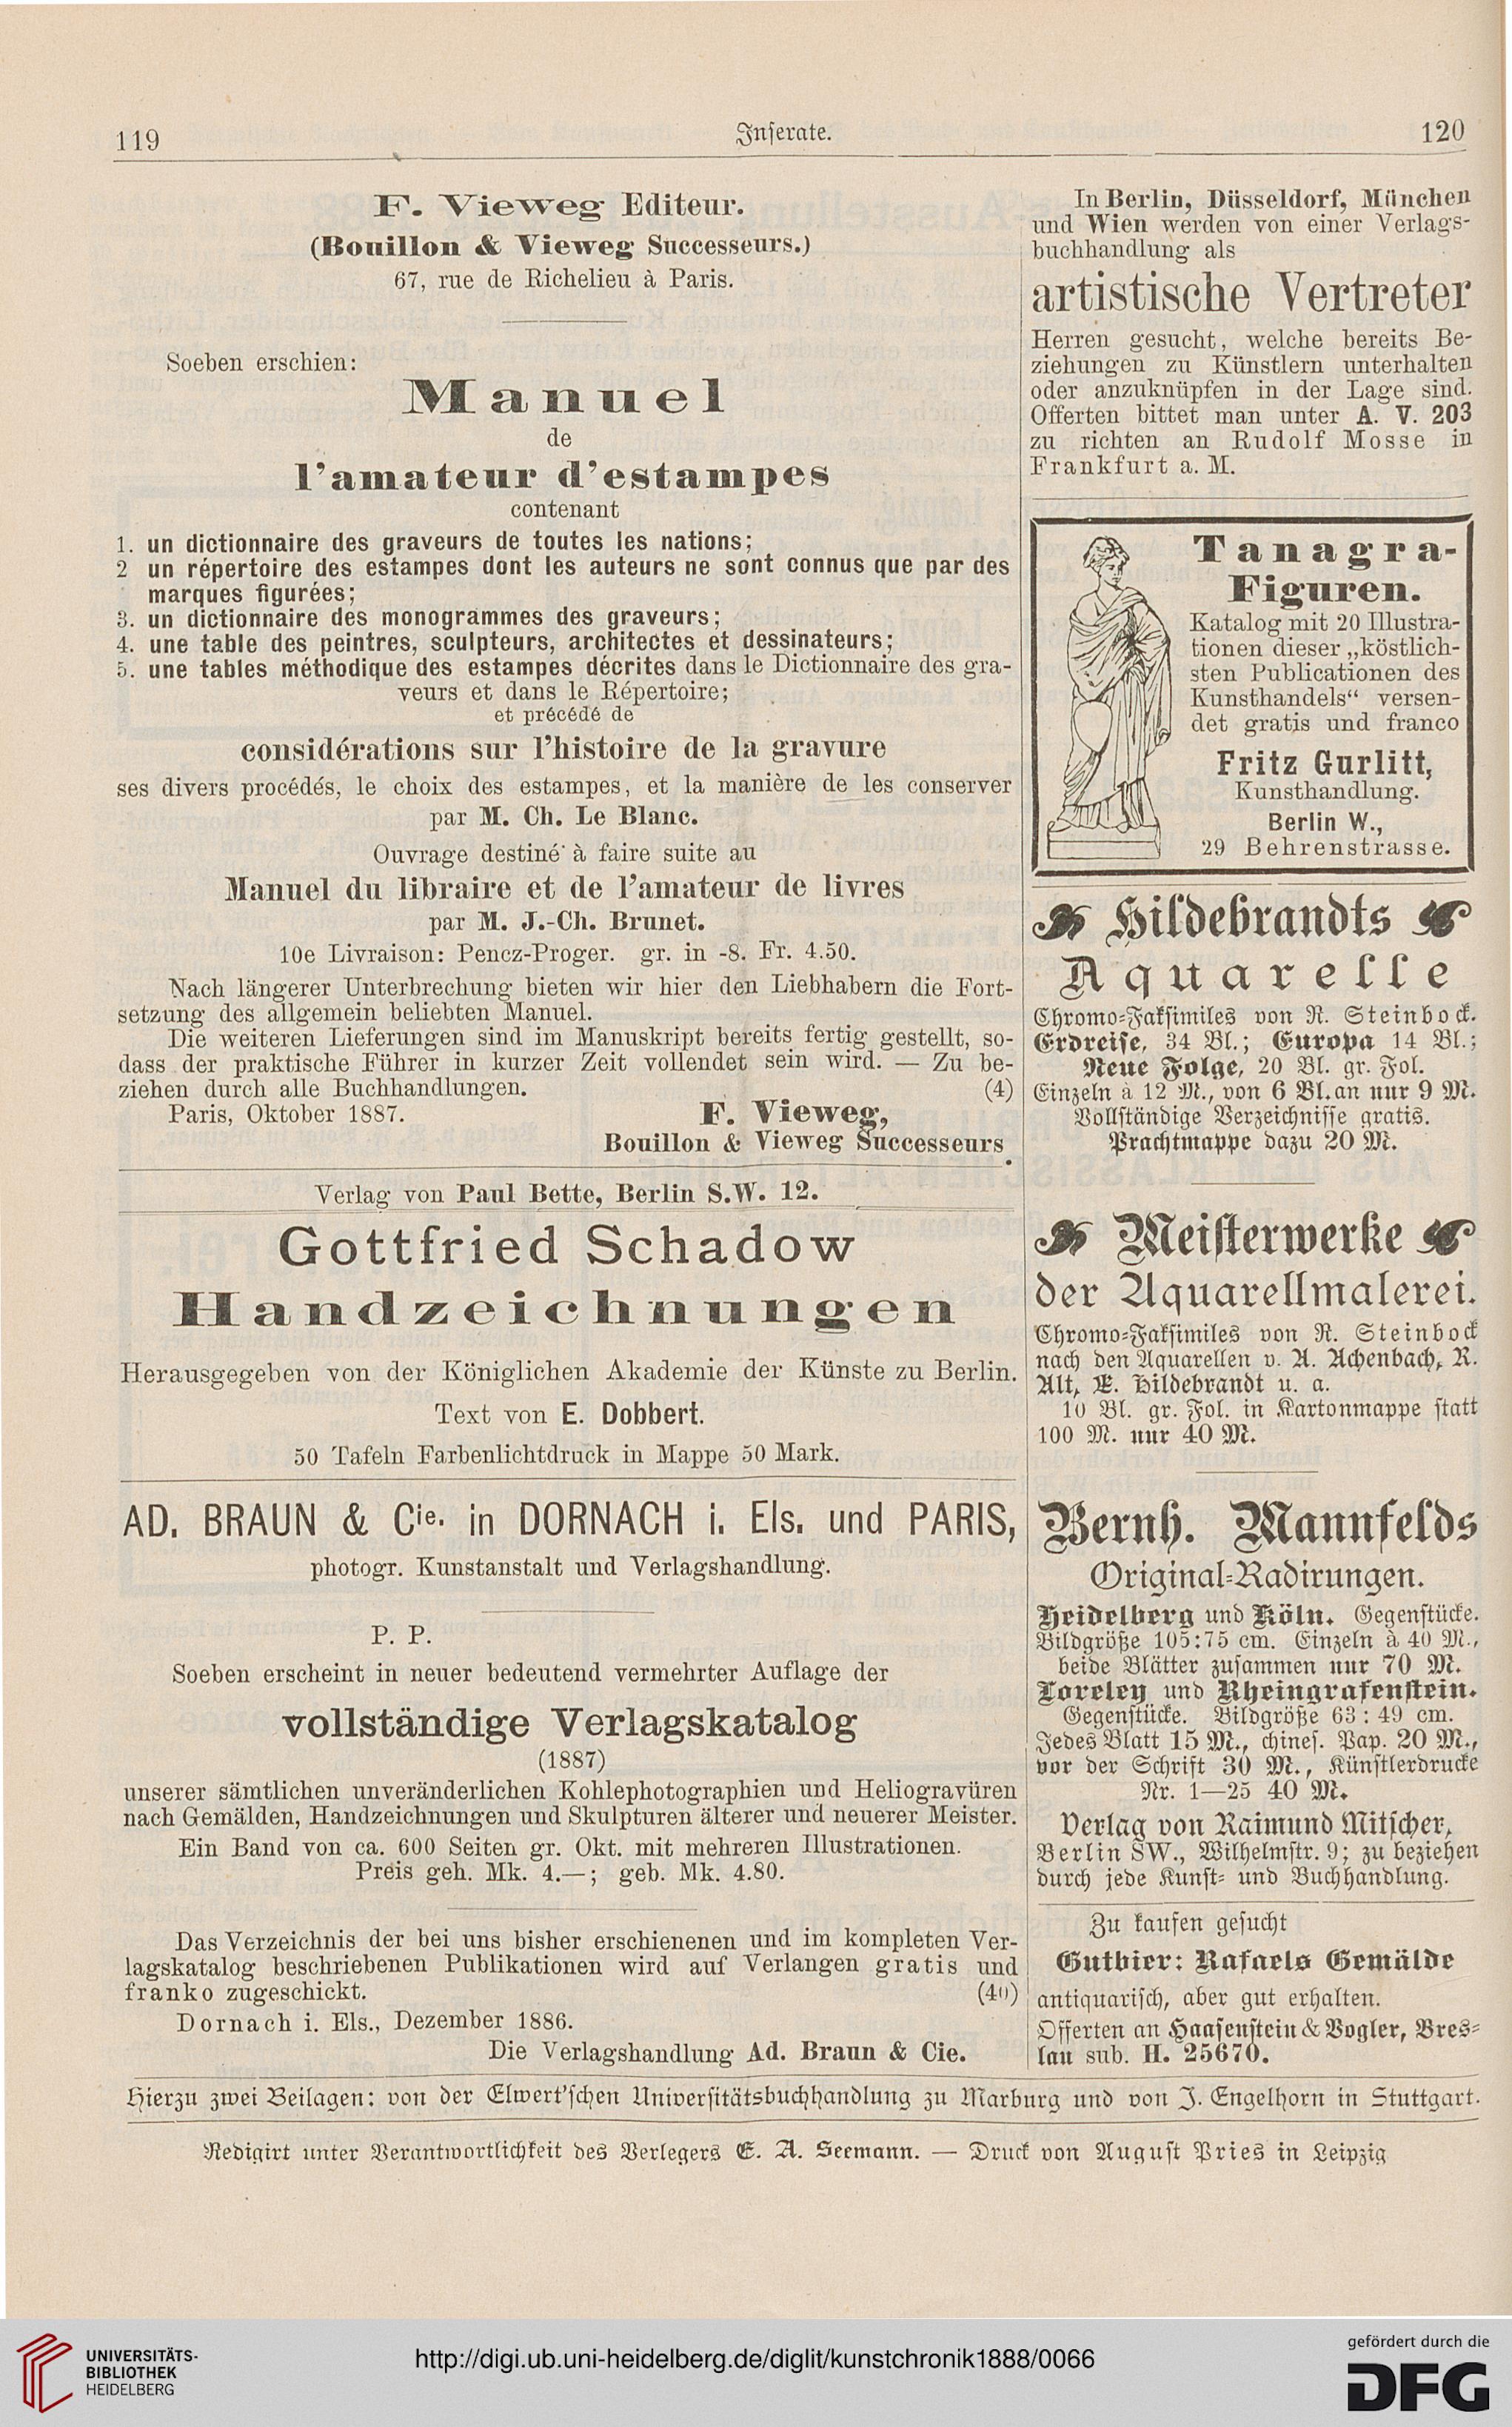 119
Inserate.
120
F. Vieweg Editeur.
(Bouillon & Vieweg Successeurs.)
67, rue de Richelieu à Paris.
Soeben erschien:
Manuel
de
l'amateur d'estampes
contenant
1. un dictionnaire des graveurs de toutes les nations;
2 un répertoire des estampes dont les auteurs ne sont connus que par des
marques figurées;
3. un dictionnaire des monogrammes des graveurs;
4. une table des peintres, sculpteurs, architectes et dessinateurs;
5. une tables méthodique des estampes décrites dans le Dictionnaire des gra-
veurs et dans le Répertoire;
et précédé de
considérations sur l'histoire de la gravure
ses divers procédés, le choix des estampes, et la manière de les conserver
par M. Ch. Le Blanc.
Ouvrage destiné à faire suite au
Manuel du libraire et de l'amateur de livres
par M. J.-Ch. Brunet.
10e Livraison: Pencz-Proger. gr. in -8. Fr. 4.50.
Nach längerer Unterbrechung bieten wir hier den Liebhabern die Fort-
setzung des allgemein beliebten Manuel.
Die weiteren Lieferungen sind im Manuskript bereits fertig gestellt, so-
dass der praktische Führer in kurzer Zeit vollendet sein wird. — Zu be-
ziehen durch alle Buchhandlungen. (4)
Paris, Oktober 1887.
F. Vieweg,
Bouillon & Vieweg Successeurs.
Verlag von Paul Bette, Berlin S.W. 12.
Gottfried Schadow
Handzeichnungen
Herausgegeben von der Königlichen Akademie der Künste zu Berlin.
Text von E. Dobbert.
50 Tafeln Farbenlichtdruck in Mappe 50 Mark.
AD. BRAUN & Cie. in DORNACH i. Els. und PARIS,
photogr. Kunstanstalt und Verlagshandlung.
P. P.
Soeben erscheint in neuer bedeutend vermehrter Auflage der
vollständige Verlagskatalog
(1887)
unserer sämtlichen unveränderlichen Kohlephotographien und Heliogravüren
nach Gemälden, Handzeichnungen und Skulpturen älterer und neuerer Meister.
Ein Band von ca. 600 Seiten gr. Okt. mit mehreren Illustrationen.
Preis geh. Mk. 4.—; geb. Mk. 4.80.
Das Verzeichnis der bei uns bisher erschienenen und im kompleten Ver-
lagskatalog beschriebenen Publikationen wird auf Verlangen gratis und
franko zugeschickt. (40)
Dornach i. Els., Dezember 1886.
Die Verlagshandlung Ad. Braun & Cie.
In Berlin, Düsseldorf, München
und Wien werden von einer Verlags-
buchhandlung als
artistische Vertreter
Herren gesucht, welche bereits Be-
ziehungen zu Künstlern unterhalten
oder anzuknüpfen in der Lage sind.
Offerten bittet man unter A. V. 203
zu richten an Rudolf Mosse in
Frankfurt a. M.
Tanagra-
Figuren.
Katalog mit 20 Illustra-
tionen dieser „köstlich-
sten Publicationen des
Kunsthandels“ versen-
det gratis und franco
Fritz Gurlitt,
Kunsthandlung.
Berlin W.,
29 Behrenstrasse.
Hildebrandts
Aquarelle
Chromo-Faksimiles von R. Steinbock.
Erdreise, 34 Bl.; Europa 14 Bl.;
Neue Folge, 20 Bl. gr. Fol.
Einzeln à 12 M., von 6 Bl. an nur 9 M.
Vollständige Verzeichnisse gratis.
Prachtmappe dazu 20 M.
Meisterwerke
der Aquarellmalerei.
Chromo-Faksimiles von R. Steinbock
nach den Aquarellen v. A. Achenbach, R.
Alt, E. Hildebrandt u. a.
10 Bl. gr. Fol. in Kartonmappe statt
100 M. nur 40 M.
Bernh. Mannfelds
Original-Radirungen.
Heidelberg und Köln. Gegenstücke.
Bildgröße 105:75 cm. Einzeln à 40 M.,
beide Blätter zusammen nur 70 M.
Loreley und Rheingrafenstein.
Gegenstücke. Bildgröße 63 : 49 cm.
Jedes Blatt 15 M., chines. Pap. 20 M.,
vor der Schrift 30 M., Künstlerdrucke
Nr. 1—25 40 M.
Verlag von Raimund Mitscher,
Berlin SW., Wilhelmstr. 9; zu beziehen
durch jede Kunst- und Buchhandlung.
Zu kaufen gesucht
Gutbier: Rafaels Gemälde
antiquarisch, aber gut erhalten.
Offerten an Haasenstein & Vogler, Bres-
lau sub. H. 25670.
Hierzu zwei Beilagen: von der Elwert'schen Universitätsbuchhandlung zu Marburg und von J. Engelhorn in Stuttgart.
Redigirt unter Verantwortlichkeit des Verlegers E. A. Seemann. — Druck von August Pries in Leipzig
UNIVERSITÄTS-
BIBLIOTHEK
HEIDELBERG
http://digi.ub.uni-heidelberg.de/diglit/kunstchronik1888/0066
gefördert durch die
DFG